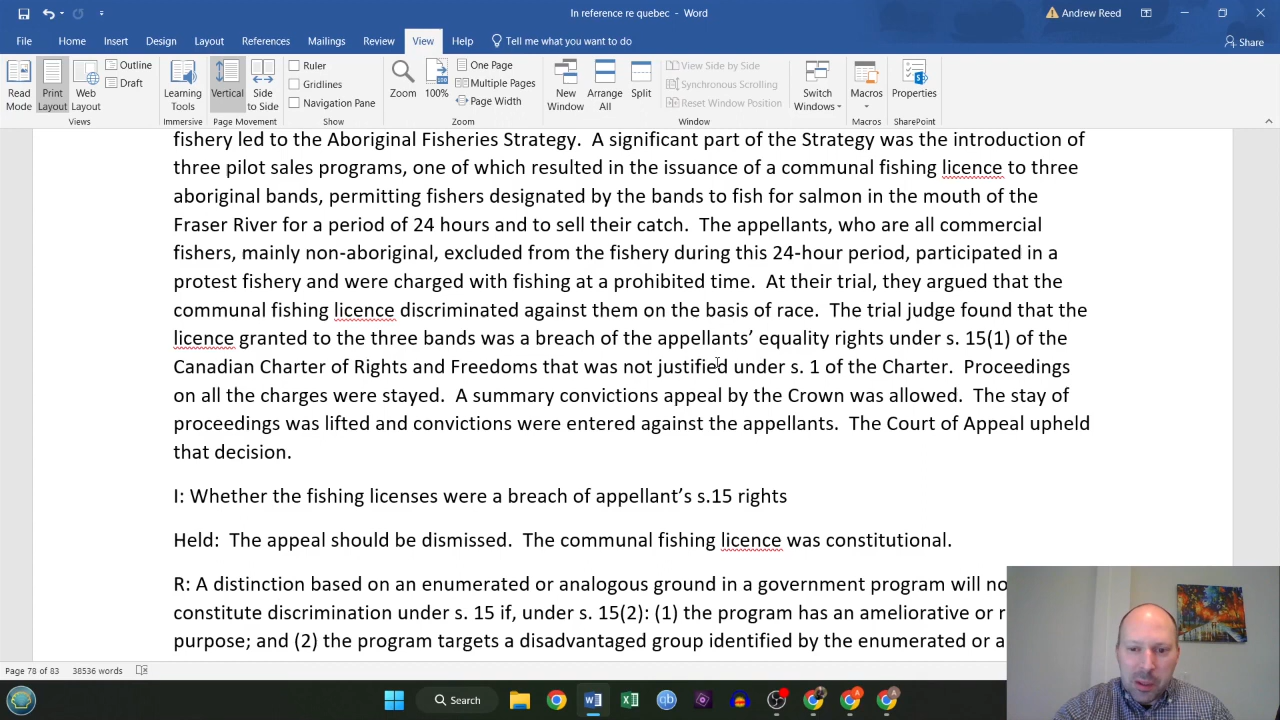 In reference re quebec - Word
Andrew Reed
File Home Insert Design Layout References Mailings Review View Help Tell me what you want to do
Share
Read Mode
Print Layout
Web Layout
Outline
Draft
Views
Learning Tools
Immersive
Vertical
Side to Side
Page Movement
Ruler
Gridlines
Navigation Pane
Show
Zoom
100%
One Page
Multiple Pages
Page Width
Zoom
New Window
Arrange All
Split
View Side by Side
Synchronous Scrolling
Reset Window Position
Window
Switch Windows
Macros
Macros
Properties
SharePoint
fishery led to the Aboriginal Fisheries Strategy. A significant part of the Strategy was the introduction of
three pilot sales programs, one of which resulted in the issuance of a communal fishing licence to three
aboriginal bands, permitting fishers designated by the bands to fish for salmon in the mouth of the
Fraser River for a period of 24 hours and to sell their catch. The appellants, who are all commercial
fishers, mainly non-aboriginal, excluded from the fishery during this 24-hour period, participated in a
protest fishery and were charged with fishing at a prohibited time. At their trial, they argued that the
communal fishing licence discriminated against them on the basis of race. The trial judge found that the
licence granted to the three bands was a breach of the appellants’ equality rights under s. 15(1) of the
Canadian Charter of Rights and Freedoms that was not justified under s. 1 of the Charter. Proceedings
on all the charges were stayed. A summary convictions appeal by the Crown was allowed. The stay of
proceedings was lifted and convictions were entered against the appellants. The Court of Appeal upheld
that decision.
I: Whether the fishing licenses were a breach of appellant’s s.15 rights
Held: The appeal should be dismissed. The communal fishing licence was constitutional.
R: A distinction based on an enumerated or analogous ground in a government program will no
constitute discrimination under s. 15 if, under s. 15(2): (1) the program has an ameliorative or r
purpose; and (2) the program targets a disadvantaged group identified by the enumerated or a
Page 78 of 83 38536 words
Search